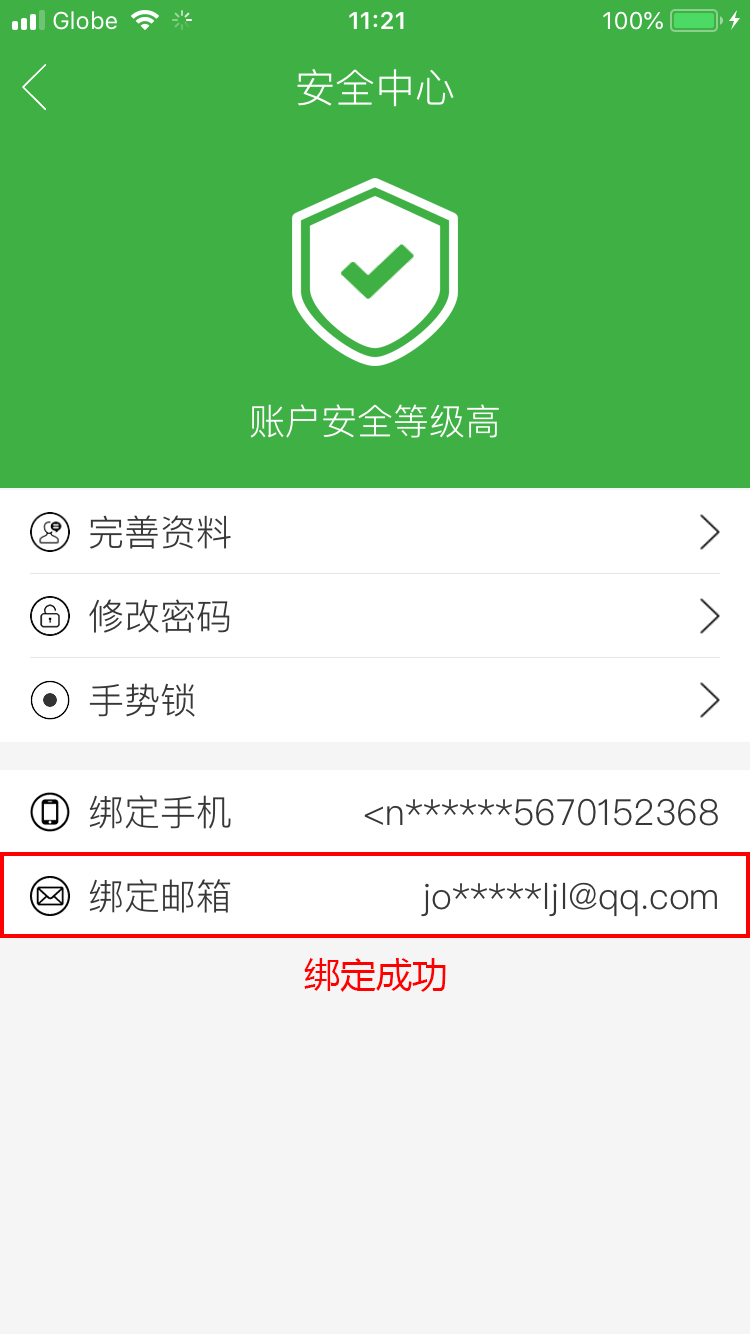 Globe 11:21 100%
安全中心
账户安全等级高
完善资料
修改密码
手势锁
绑定手机 <n******5670152368
绑定邮箱 jo*****ljl@qq.com
绑定成功